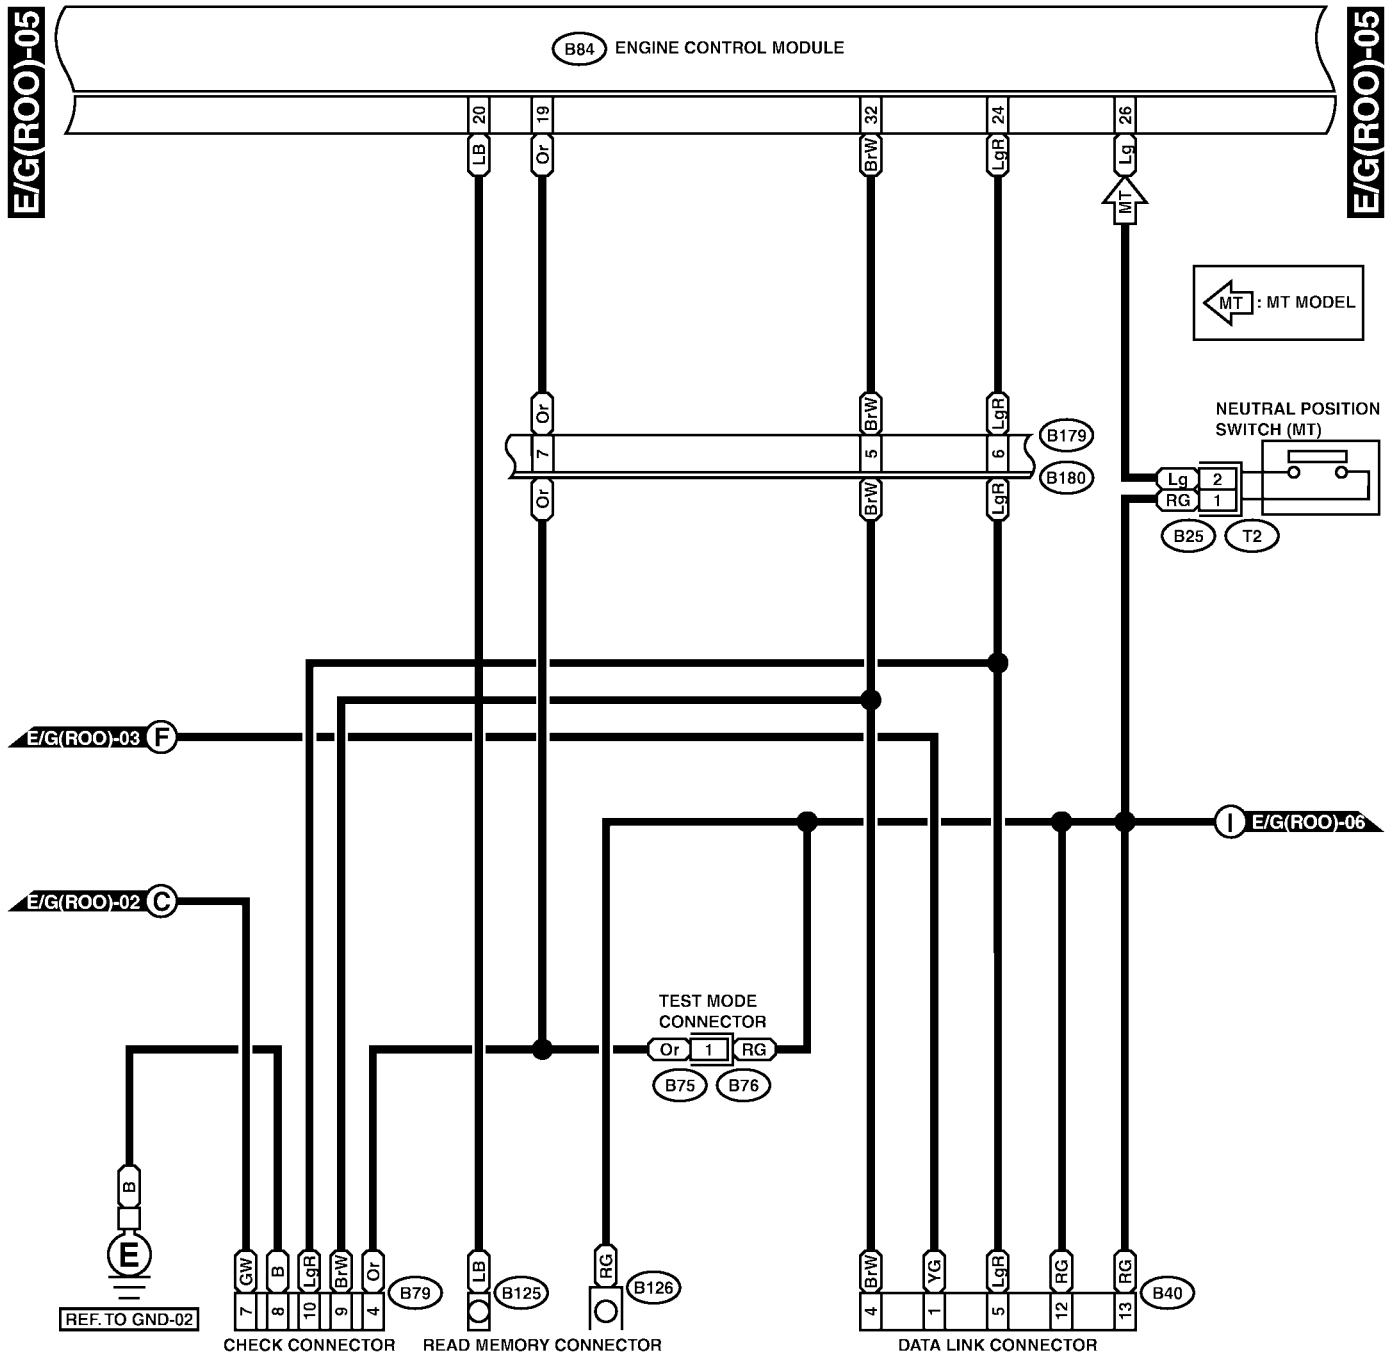 E/G(ROO)-05
E/G(ROO)-05
B84 ENGINE CONTROL MODULE
20 19 32 24 26
LB Or BrW LgR Lg
MT
MT : MT MODEL
NEUTRAL POSITION
SWITCH (MT)
Or BrW LgR
7 5 6
B179
B180
Or BrW LgR
Lg 2
RG 1
B25 T2
E/G(ROO)-03 F
I E/G(ROO)-06
E/G(ROO)-02 C
TEST MODE
CONNECTOR
Or 1 RG
B75 B76
B
E
REF. TO GND-02
GW B LgR BrW Or
7 8 10 9 4
B79
CHECK CONNECTOR
LB
B125
RG
B126
READ MEMORY CONNECTOR
BrW YG LgR RG RG
4 1 5 12 13
B40
DATA LINK CONNECTOR